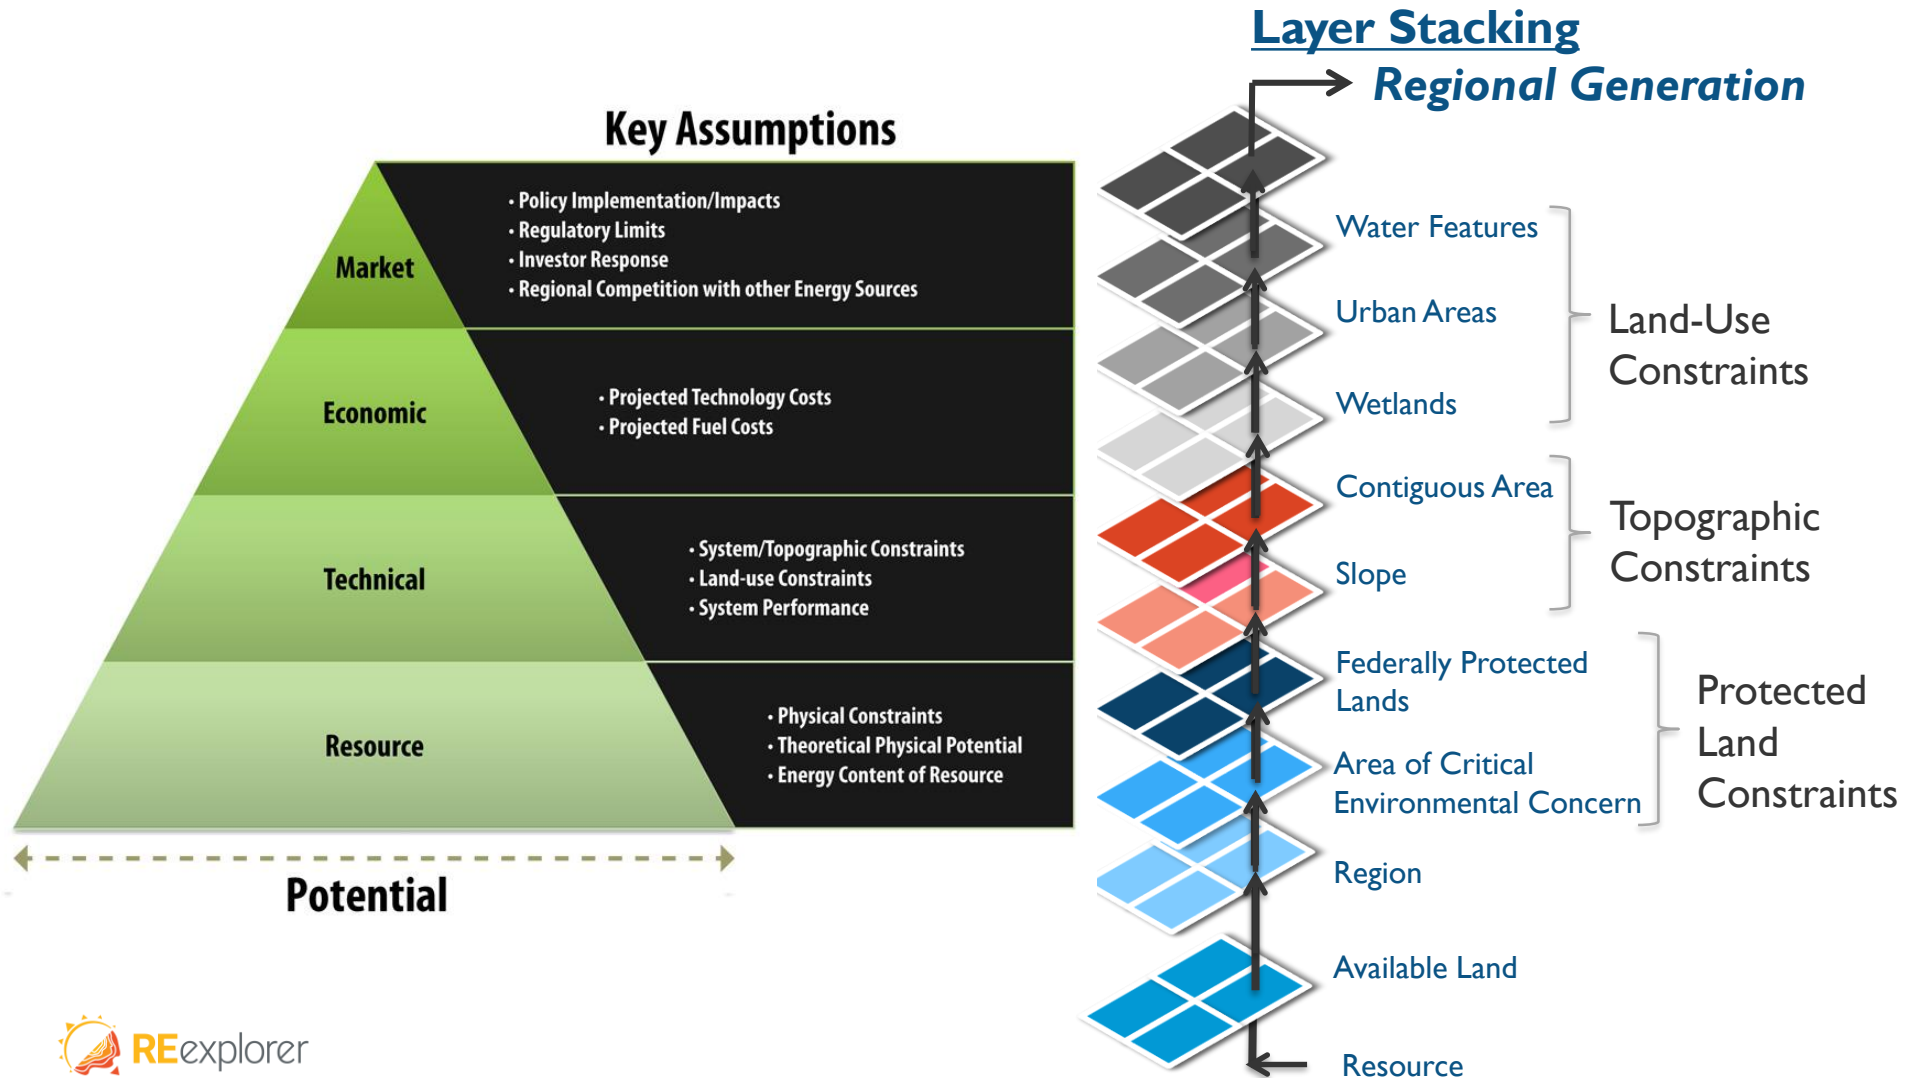 Layer Stacking
Regional Generation
Key Assumptions
Market
• Policy Implementation/Impacts
• Regulatory Limits
• Investor Response
• Regional Competition with other Energy Sources
Economic
• Projected Technology Costs
• Projected Fuel Costs
Technical
• System/Topographic Constraints
• Land-use Constraints
• System Performance
Resource
• Physical Constraints
• Theoretical Physical Potential
• Energy Content of Resource
Potential
Water Features
Urban Areas
Wetlands
Land-Use
Constraints
Contiguous Area
Slope
Topographic
Constraints
Federally Protected
Lands
Area of Critical
Environmental Concern
Protected
Land
Constraints
Region
Available Land
Resource
REexplorer